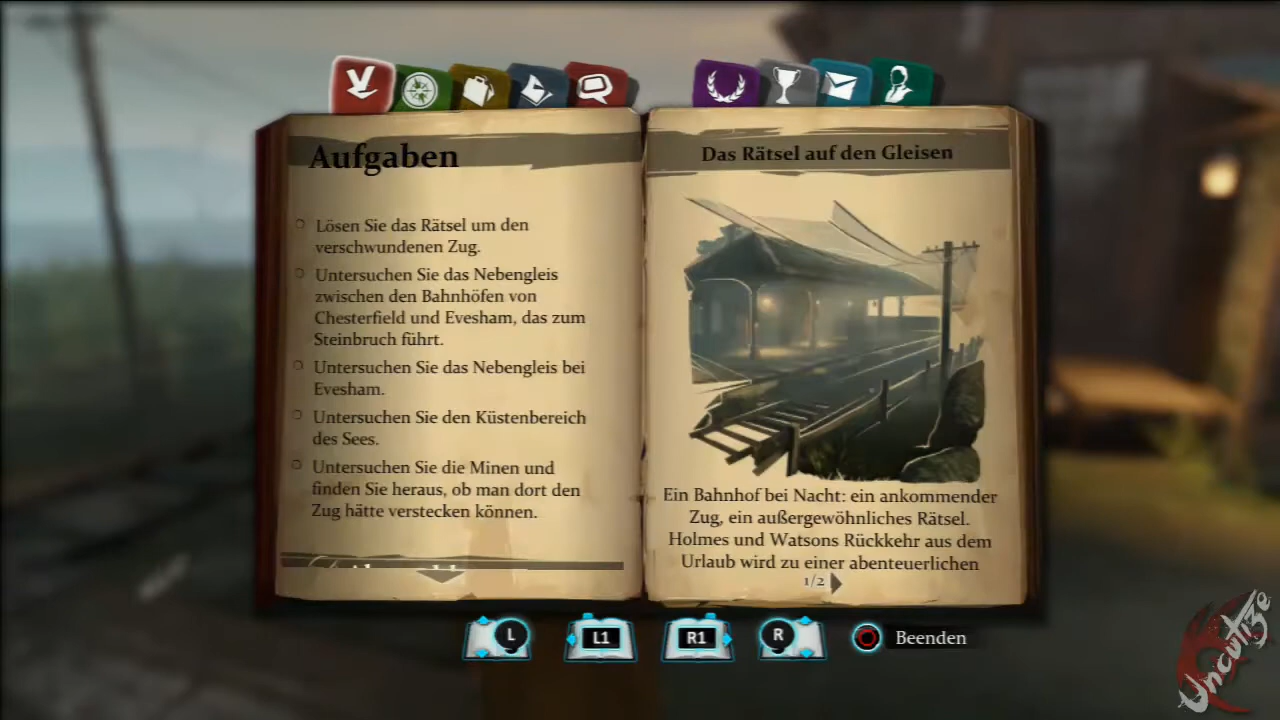 Aufgaben
Lösen Sie das Rätsel um den
verschwundenen Zug.
Untersuchen Sie das Nebengleis
zwischen den Bahnhöfen von
Chesterfield und Evesham, das zum
Steinbruch führt.
Untersuchen Sie das Nebengleis bei
Evesham.
Untersuchen Sie den Küstenbereich
des Sees.
Untersuchen Sie die Minen und
finden Sie heraus, ob man dort den
Zug hätte verstecken können.
Das Rätsel auf den Gleisen
Ein Bahnhof bei Nacht: ein ankommender
Zug, ein außergewöhnliches Rätsel.
Holmes und Watsons Rückkehr aus dem
Urlaub wird zu einer abenteuerlichen
1/2
L L1 R1 R Beenden
Uncut4ze